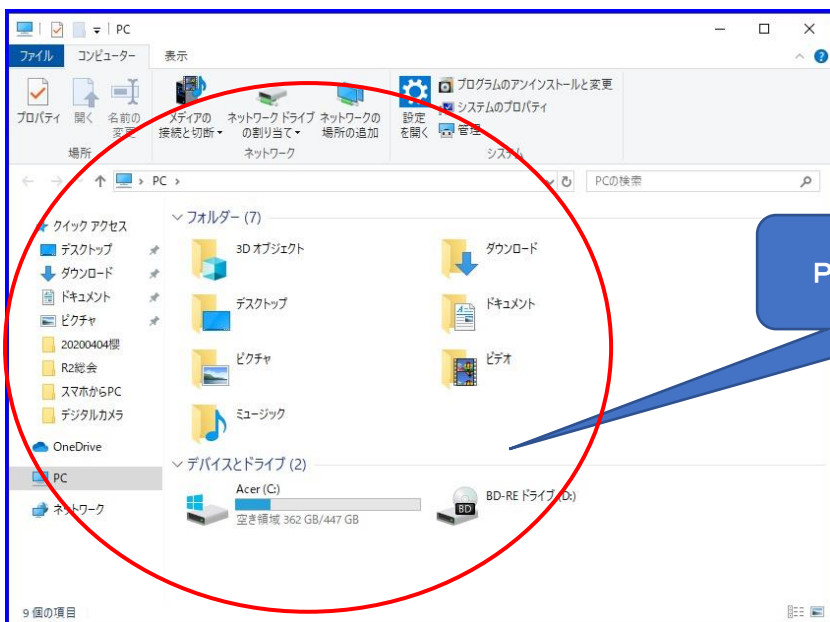 PC
ファイル コンピューター 表示
プロパティ 開く 名前の変更 メディアの接続と切断 ネットワーク ドライブの割り当て ネットワークの場所の追加 設定を開く プログラムのアンインストールと変更
システムのプロパティ
管理
場所 ネットワーク システム
PC PCの検索
クイック アクセス
デスクトップ
ダウンロード
ドキュメント
ピクチャ
20200404櫻
R2総会
スマホからPC
デジタルカメラ
OneDrive
PC
ネットワーク
フォルダー (7)
3D オブジェクト ダウンロード
デスクトップ ドキュメント
ピクチャ ビデオ
ミュージック
デバイスとドライブ (2)
Acer (C:)
空き領域 362 GB/447 GB
BD-RE ドライブ (D:)
BD
P
9 個の項目